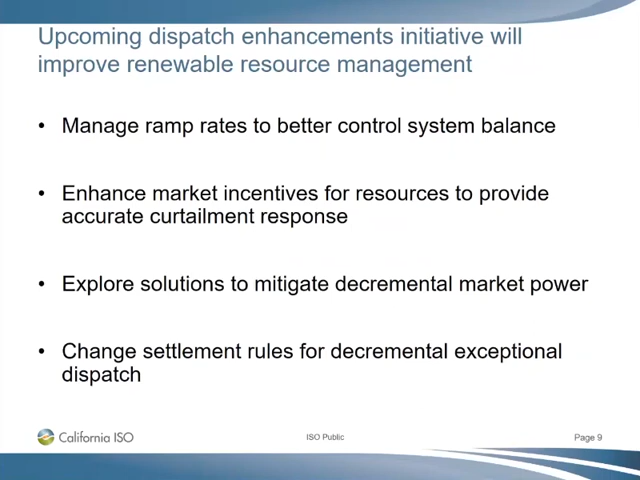 Upcoming dispatch enhancements initiative will
improve renewable resource management
• Manage ramp rates to better control system balance
• Enhance market incentives for resources to provide
accurate curtailment response
• Explore solutions to mitigate decremental market power
• Change settlement rules for decremental exceptional
dispatch
California ISO
ISO Public
Page 9